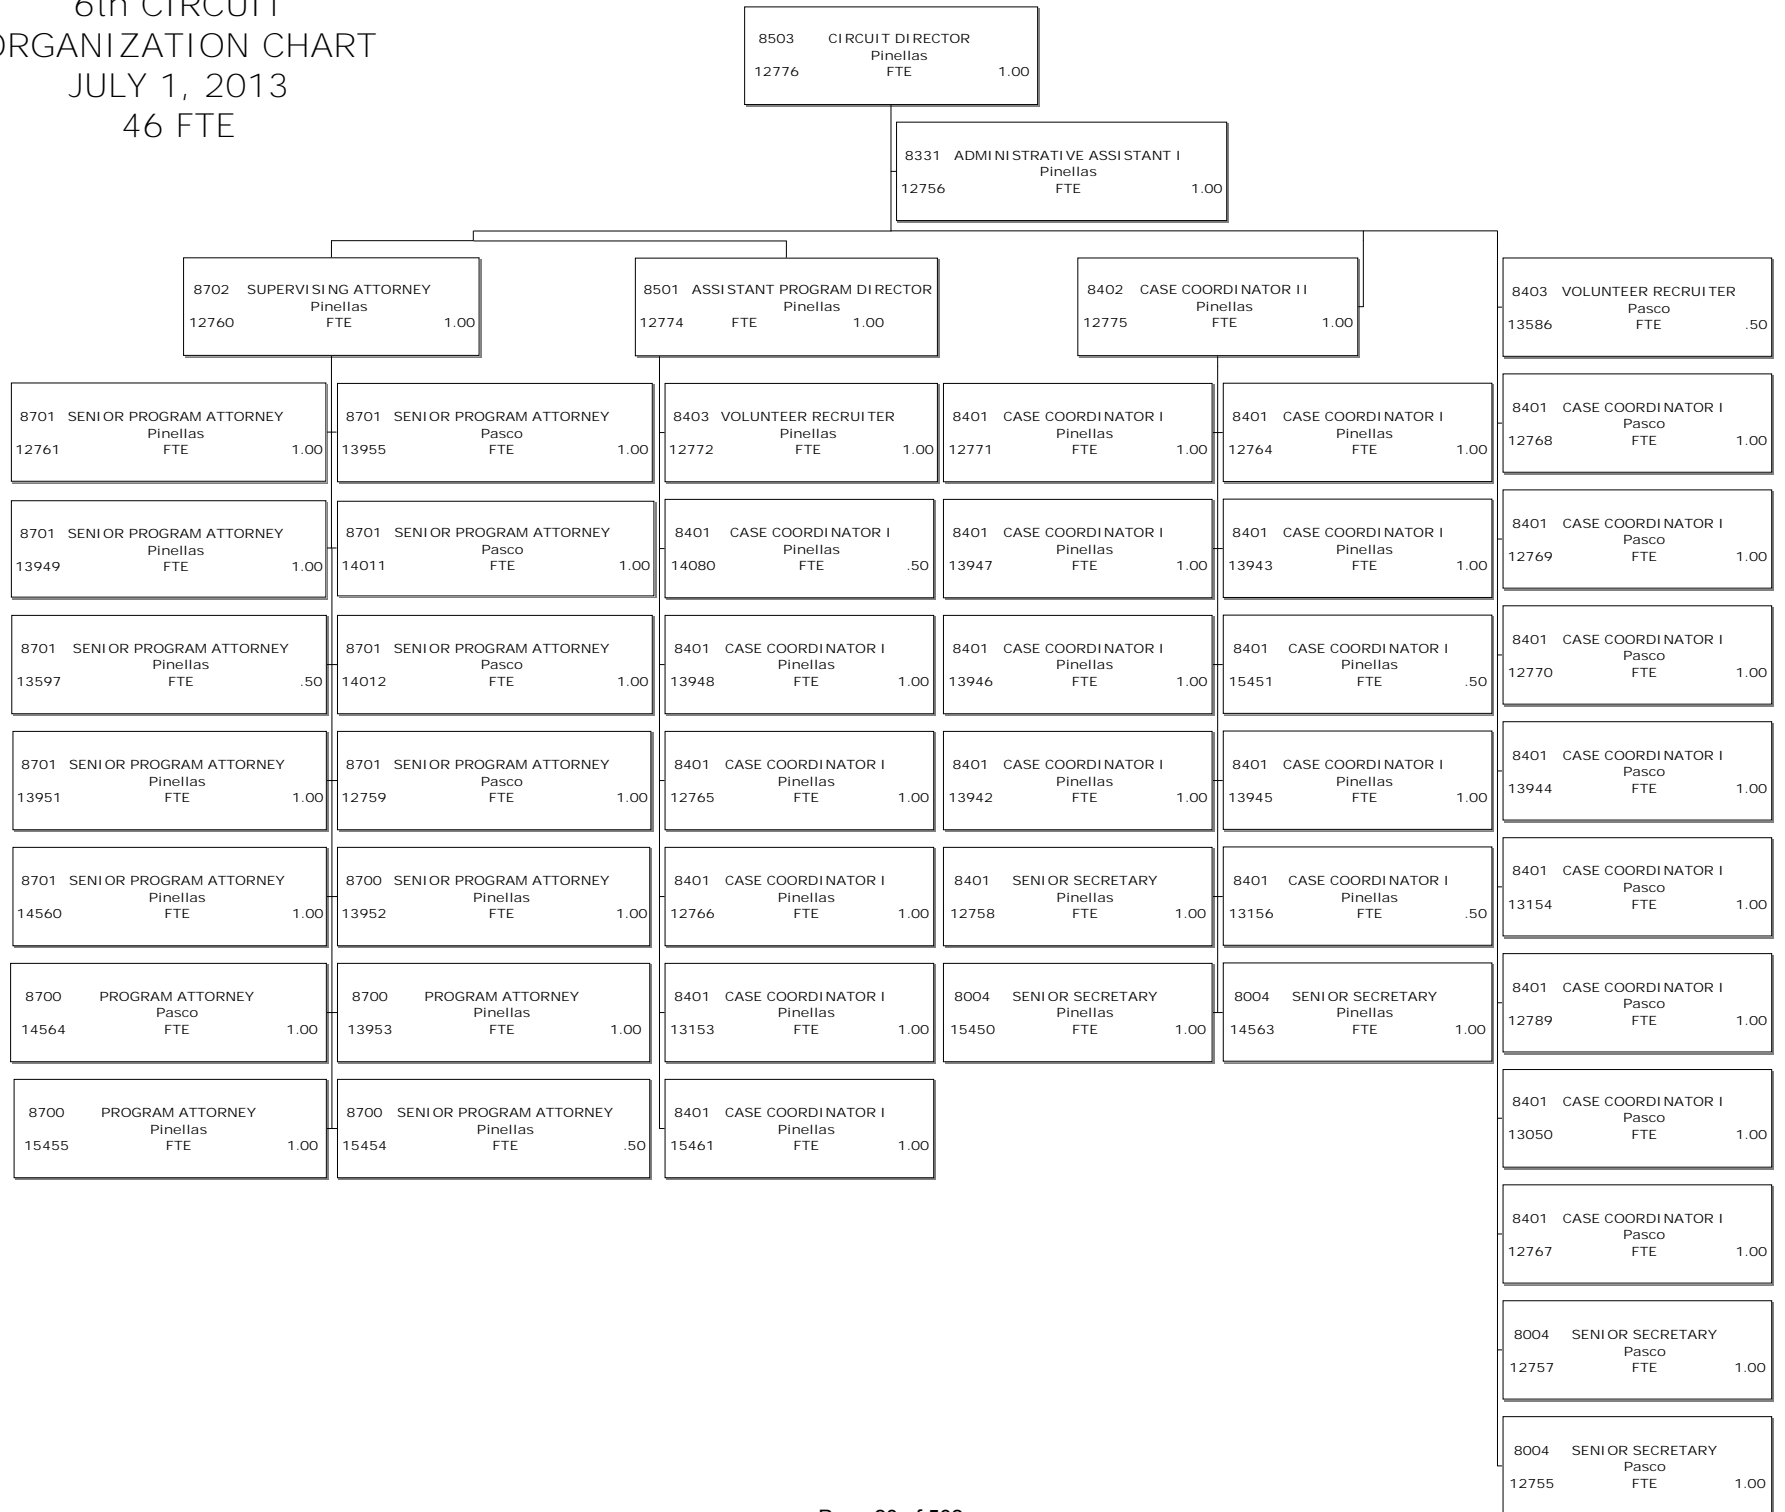 6th CIRCUIT
ORGANIZATION CHART
JULY 1, 2013
46 FTE
8503 CIRCUIT DIRECTOR
Pinellas
12776 FTE 1.00
8331 ADMINISTRATIVE ASSISTANT I
Pinellas
12756 FTE 1.00
8702 SUPERVISING ATTORNEY
Pinellas
12760 FTE 1.00
8501 ASSISTANT PROGRAM DIRECTOR
Pinellas
12774 FTE 1.00
8402 CASE COORDINATOR II
Pinellas
12775 FTE 1.00
8701 SENIOR PROGRAM ATTORNEY
Pinellas
12761 FTE 1.00
8701 SENIOR PROGRAM ATTORNEY
Pinellas
13949 FTE 1.00
8701 SENIOR PROGRAM ATTORNEY
Pinellas
13597 FTE .50
8701 SENIOR PROGRAM ATTORNEY
Pinellas
13951 FTE 1.00
8701 SENIOR PROGRAM ATTORNEY
Pinellas
14560 FTE 1.00
8700 PROGRAM ATTORNEY
Pasco
14564 FTE 1.00
8700 PROGRAM ATTORNEY
Pinellas
15455 FTE 1.00
8701 SENIOR PROGRAM ATTORNEY
Pasco
13955 FTE 1.00
8701 SENIOR PROGRAM ATTORNEY
Pasco
14011 FTE 1.00
8701 SENIOR PROGRAM ATTORNEY
Pasco
14012 FTE 1.00
8701 SENIOR PROGRAM ATTORNEY
Pasco
12759 FTE 1.00
8700 SENIOR PROGRAM ATTORNEY
Pinellas
13952 FTE 1.00
8700 PROGRAM ATTORNEY
Pinellas
13953 FTE 1.00
8700 SENIOR PROGRAM ATTORNEY
Pinellas
15454 FTE .50
8403 VOLUNTEER RECRUITER
Pinellas
12772 FTE 1.00
8401 CASE COORDINATOR I
Pinellas
14080 FTE .50
8401 CASE COORDINATOR I
Pinellas
13948 FTE 1.00
8401 CASE COORDINATOR I
Pinellas
12765 FTE 1.00
8401 CASE COORDINATOR I
Pinellas
12766 FTE 1.00
8401 CASE COORDINATOR I
Pinellas
13153 FTE 1.00
8401 CASE COORDINATOR I
Pinellas
15461 FTE 1.00
8401 CASE COORDINATOR I
Pinellas
12771 FTE 1.00
8401 CASE COORDINATOR I
Pinellas
13947 FTE 1.00
8401 CASE COORDINATOR I
Pinellas
13946 FTE 1.00
8401 CASE COORDINATOR I
Pinellas
13942 FTE 1.00
8401 SENIOR SECRETARY
Pinellas
12758 FTE 1.00
8004 SENIOR SECRETARY
Pinellas
15450 FTE 1.00
8401 CASE COORDINATOR I
Pinellas
12764 FTE 1.00
8401 CASE COORDINATOR I
Pinellas
13943 FTE 1.00
8401 CASE COORDINATOR I
Pinellas
15451 FTE .50
8401 CASE COORDINATOR I
Pinellas
13945 FTE 1.00
8401 CASE COORDINATOR I
Pinellas
13156 FTE .50
8004 SENIOR SECRETARY
Pinellas
14563 FTE 1.00
8403 VOLUNTEER RECRUITER
Pasco
13586 FTE .50
8401 CASE COORDINATOR I
Pasco
12768 FTE 1.00
8401 CASE COORDINATOR I
Pasco
12769 FTE 1.00
8401 CASE COORDINATOR I
Pasco
12770 FTE 1.00
8401 CASE COORDINATOR I
Pasco
13944 FTE 1.00
8401 CASE COORDINATOR I
Pasco
13154 FTE 1.00
8401 CASE COORDINATOR I
Pasco
12789 FTE 1.00
8401 CASE COORDINATOR I
Pasco
13050 FTE 1.00
8401 CASE COORDINATOR I
Pasco
12767 FTE 1.00
8004 SENIOR SECRETARY
Pasco
12757 FTE 1.00
8004 SENIOR SECRETARY
Pasco
12755 FTE 1.00